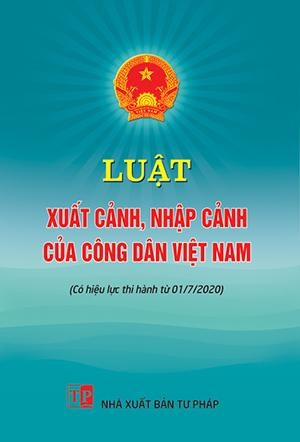 LUẬT
XUẤT CẢNH, NHẬP CẢNH
CỦA CÔNG DÂN VIỆT NAM
(Có hiệu lực thi hành từ 01/7/2020)
TP
NHÀ XUẤT BẢN TƯ PHÁP